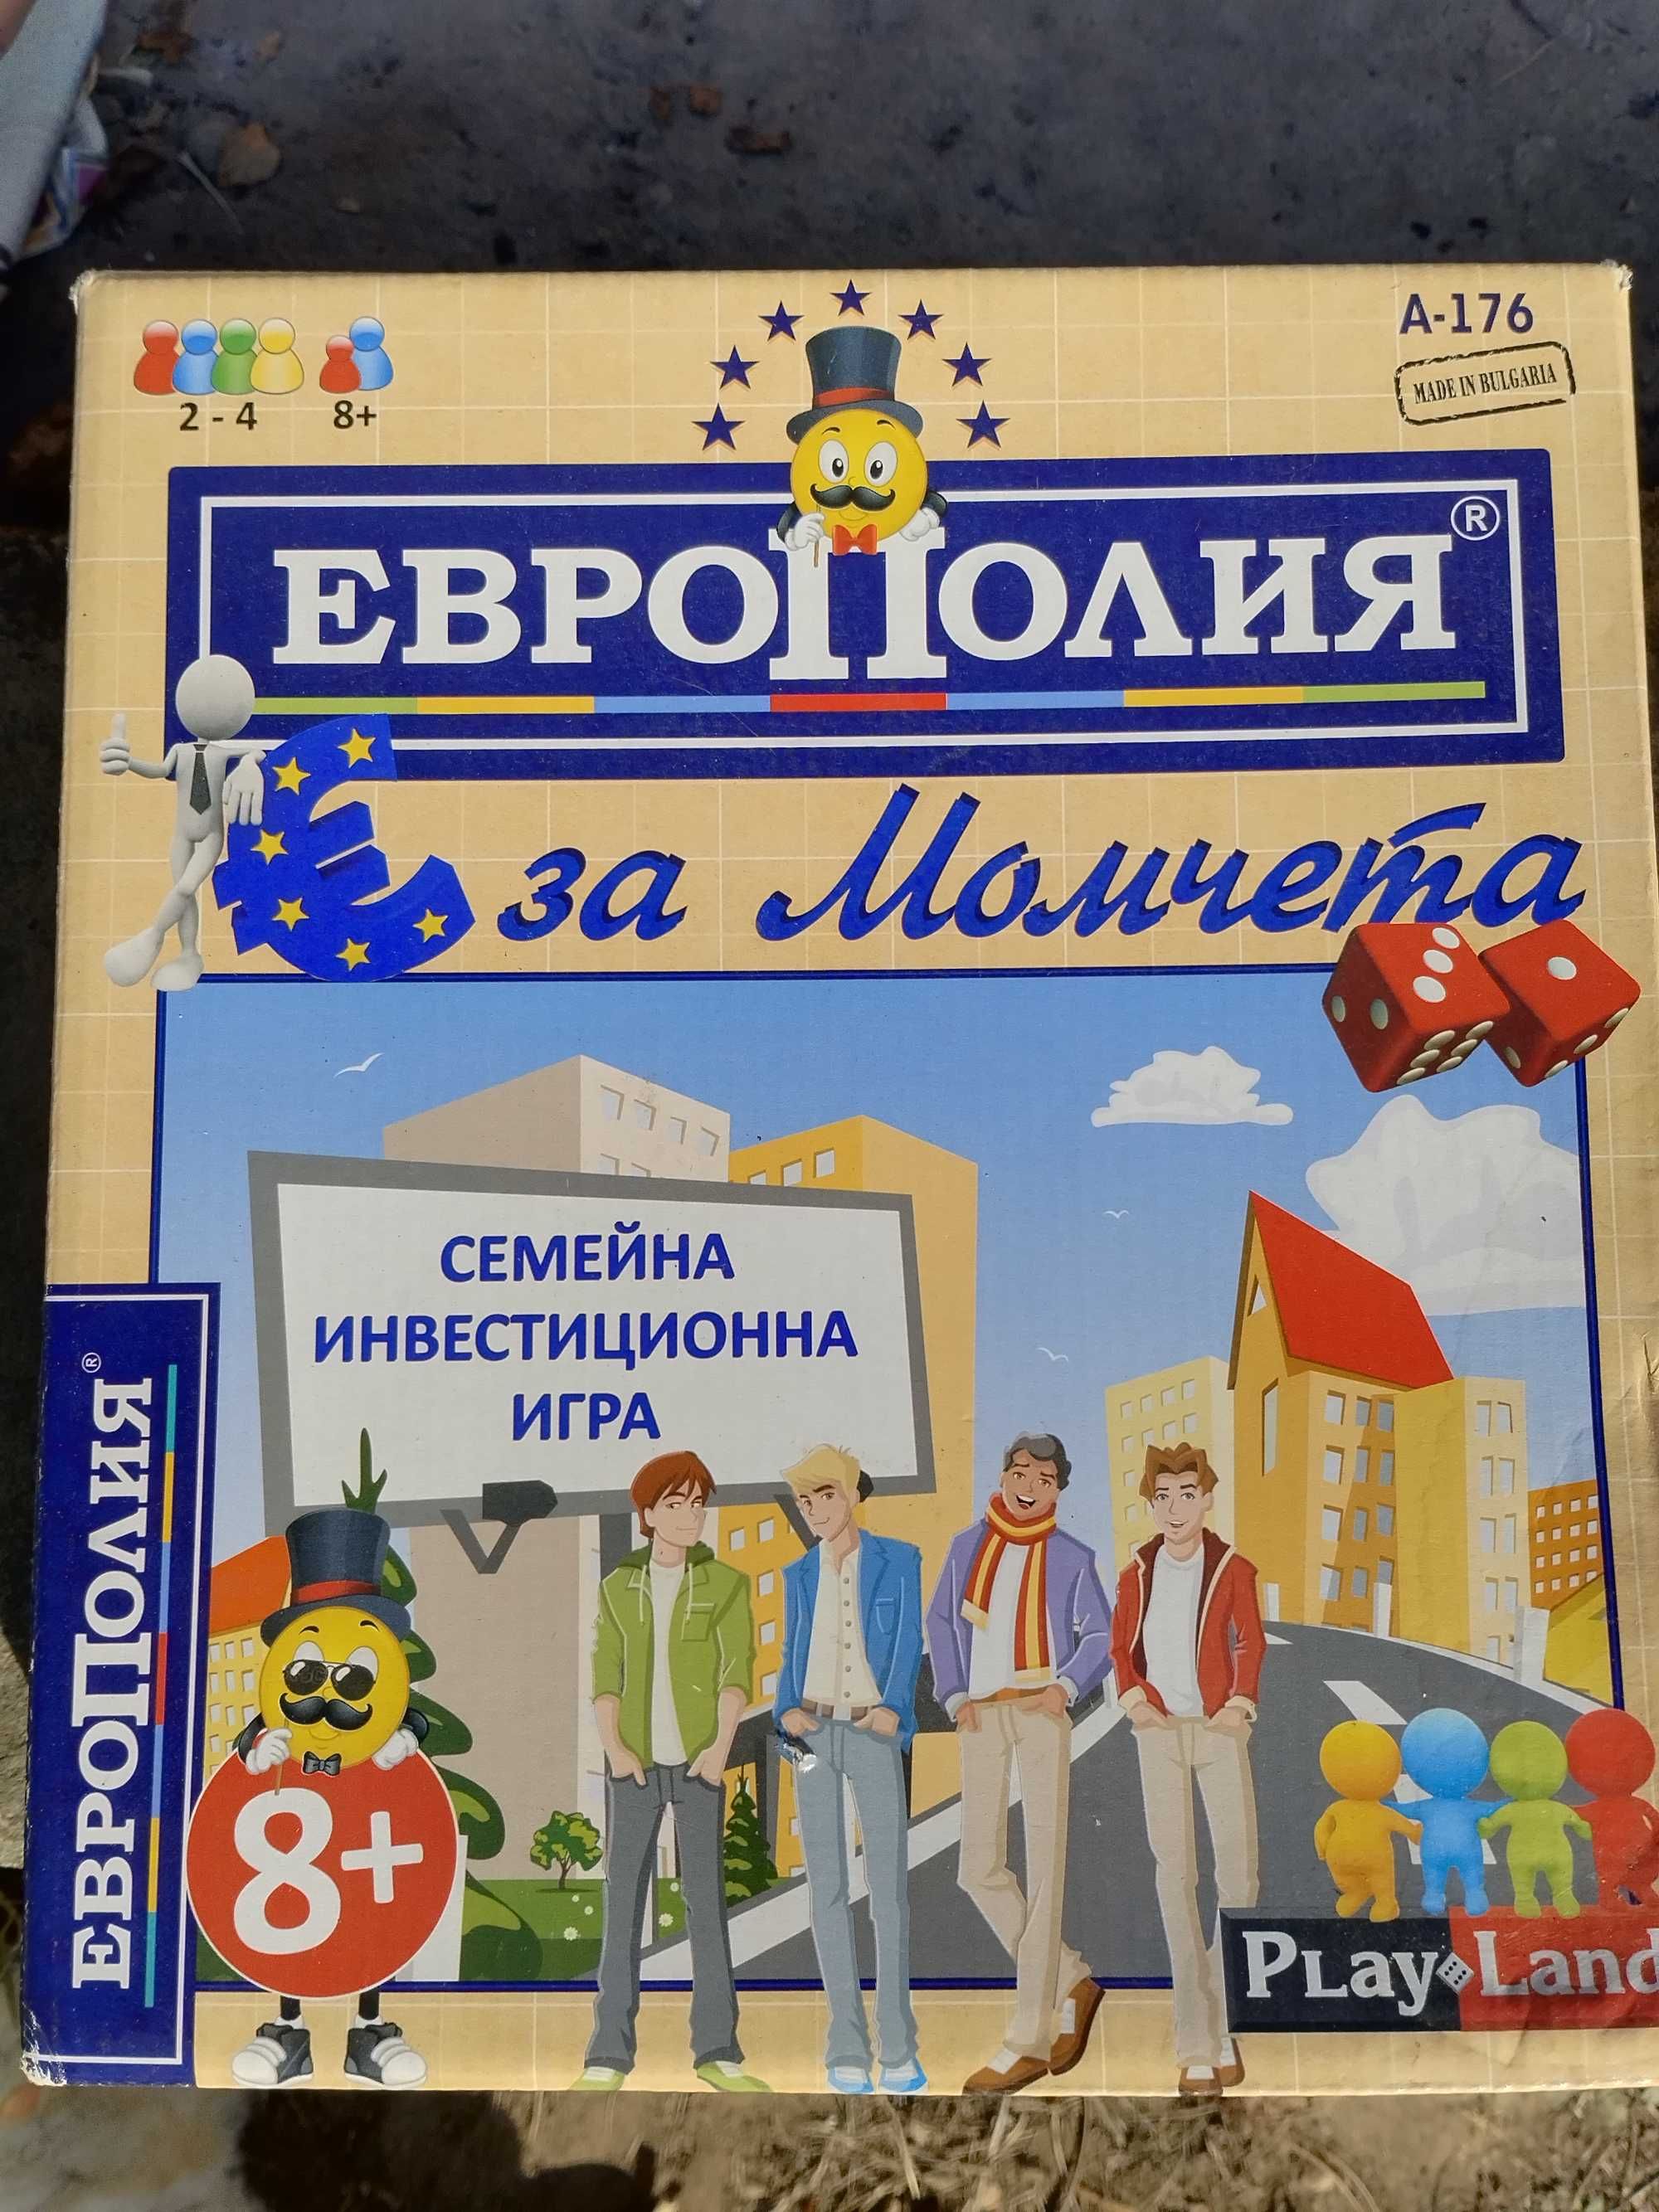 A-176
MADE IN BULGARIA
2 - 4 8+
ЕВРОПОЛИЯ®
за Момчета
СЕМЕЙНА
ИНВЕСТИЦИОННА
ИГРА
ЕВРОПОЛИЯ®
8+
PLay Land